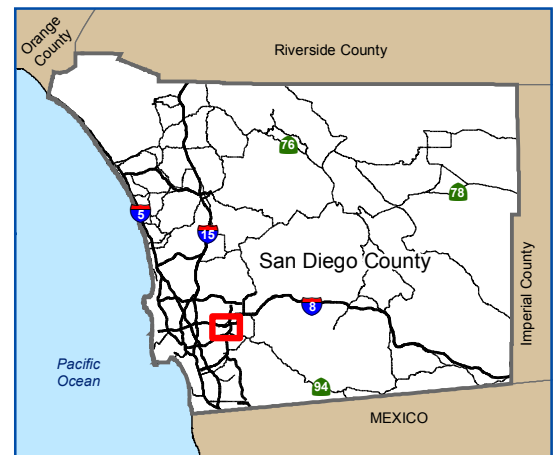 Orange
County
Riverside County
76
78
5
15
San Diego County
Imperial County
8
Pacific
Ocean
94
MEXICO